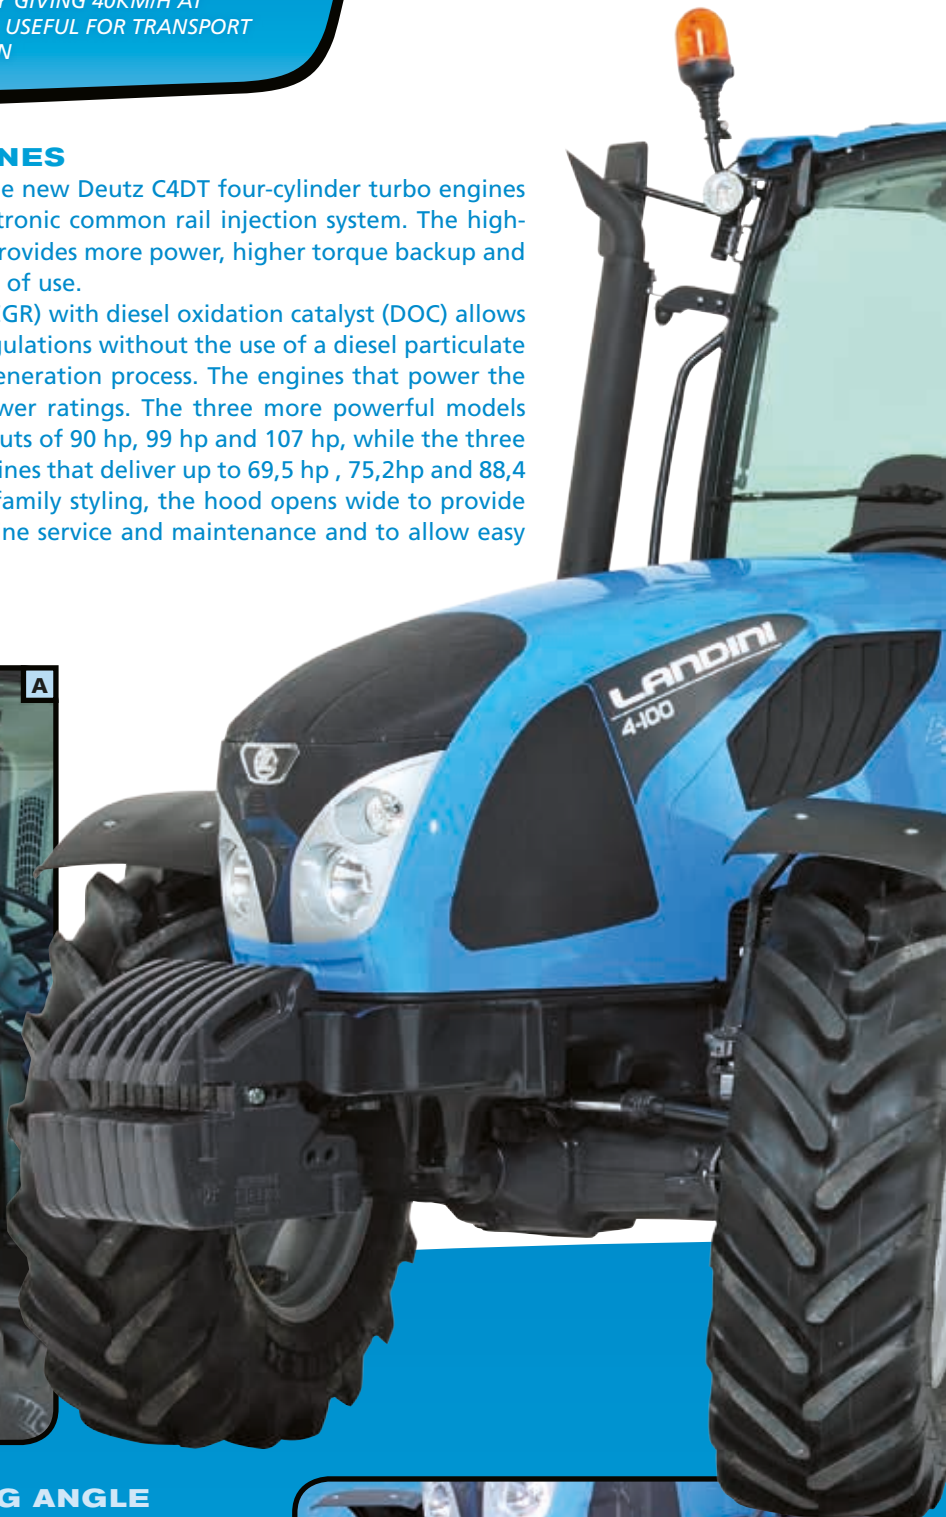 GIVING 40KM/H AT
USEFUL FOR TRANSPORT
N
NES
e new Deutz C4DT four-cylinder turbo engines
tronic common rail injection system. The high-
rovides more power, higher torque backup and
of use.
GR) with diesel oxidation catalyst (DOC) allows
gulations without the use of a diesel particulate
eneration process. The engines that power the
wer ratings. The three more powerful models
uts of 90 hp, 99 hp and 107 hp, while the three
ines that deliver up to 69,5 hp , 75,2hp and 88,4
family styling, the hood opens wide to provide
ine service and maintenance and to allow easy
LANDINI
4-100
A
G ANGLE